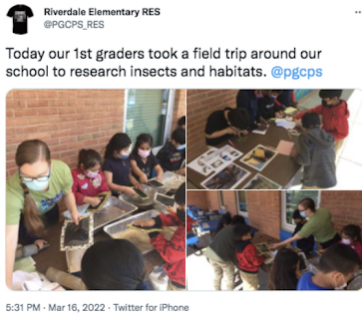 Riverdale Elementary RES
@PGCPS_RES
Today our 1st graders took a field trip around our
school to research insects and habitats. @pgcps
5:31 PM · Mar 16, 2022 · Twitter for iPhone